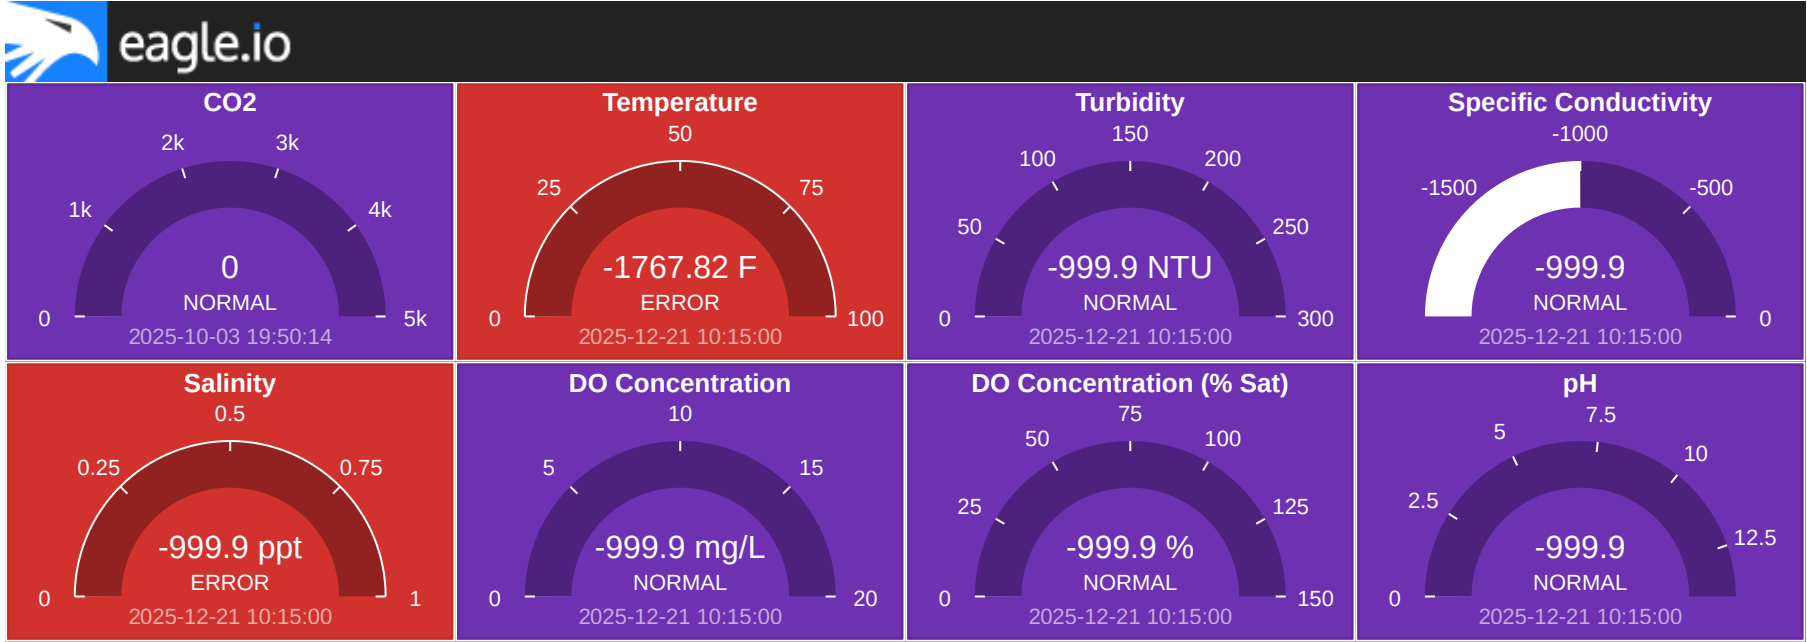 eagle.io
CO2
0
1k
2k
3k
4k
5k
0
NORMAL
2025-10-03 19:50:14
Temperature
0
25
50
75
100
-1767.82 F
ERROR
2025-12-21 10:15:00
Turbidity
0
50
100
150
200
250
300
-999.9 NTU
NORMAL
2025-12-21 10:15:00
Specific Conductivity
-1500
-1000
-500
0
-999.9
NORMAL
2025-12-21 10:15:00
Salinity
0
0.25
0.5
0.75
1
-999.9 ppt
ERROR
2025-12-21 10:15:00
DO Concentration
0
5
10
15
20
-999.9 mg/L
NORMAL
2025-12-21 10:15:00
DO Concentration (% Sat)
0
25
50
75
100
125
150
-999.9 %
NORMAL
2025-12-21 10:15:00
pH
0
2.5
5
7.5
10
12.5
-999.9
NORMAL
2025-12-21 10:15:00